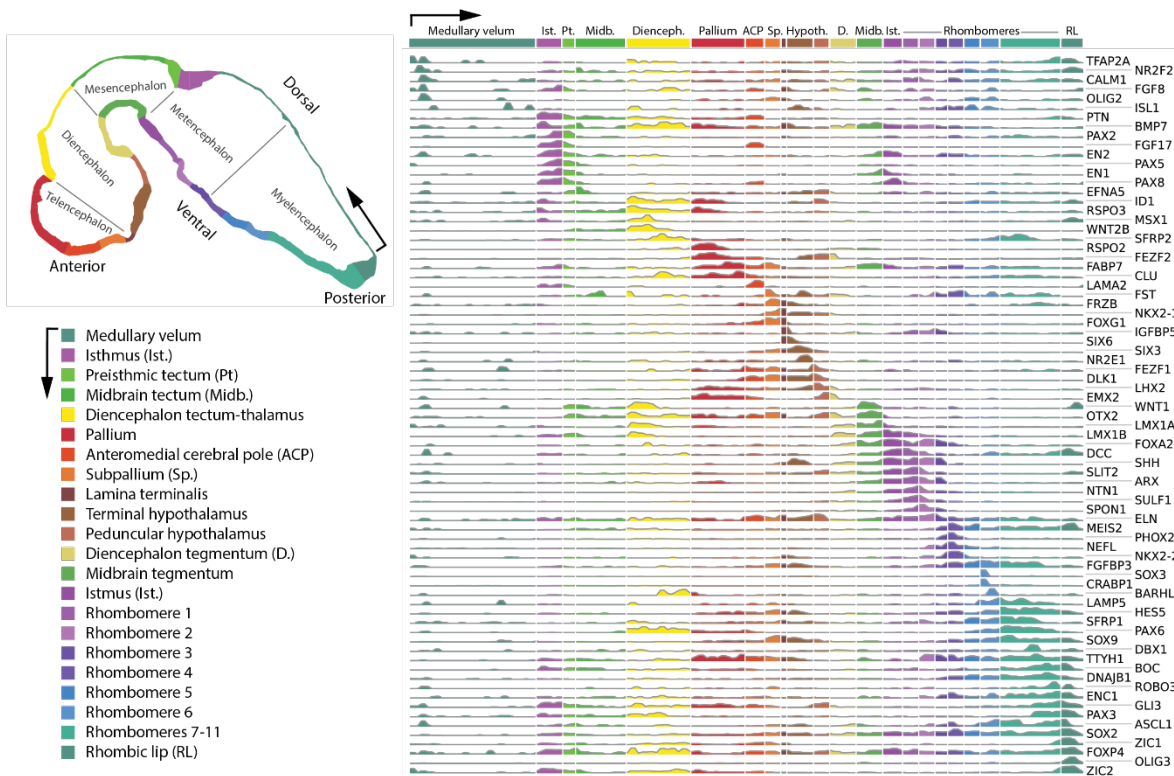 Mesencephalon
Dorsal
Metencephalon
Diencephalon
Telencephalon
Ventral
Myelencephalon
Anterior
Posterior
Medullary velum
Isthmus (Ist.)
Preisthmic tectum (Pt)
Midbrain tectum (Midb.)
Diencephalon tectum-thalamus
Pallium
Anteromedial cerebral pole (ACP)
Subpallium (Sp.)
Lamina terminalis
Terminal hypothalamus
Peduncular hypothalamus
Diencephalon tegmentum (D.)
Midbrain tegmentum
Istmus (Ist.)
Rhombomere 1
Rhombomere 2
Rhombomere 3
Rhombomere 4
Rhombomere 5
Rhombomere 6
Rhombomeres 7-11
Rhombic lip (RL)
Medullary velum Ist. Pt. Midb. Dienceph. Pallium ACP Sp. Hypoth. D. Midb. Ist. Rhombomeres RL
TFAP2A
NR2F2
CALM1
FGF8
OLIG2
ISL1
PTN
BMP7
PAX2
FGF17
EN2
PAX5
EN1
PAX8
EFNA5
ID1
RSPO3
MSX1
WNT2B
SFRP2
RSPO2
FEZF2
FABP7
CLU
LAMA2
FST
FRZB
NKX2-1
FOXG1
IGFBP5
SIX6
SIX3
NR2E1
FEZF1
DLK1
LHX2
EMX2
WNT1
OTX2
LMX1A
LMX1B
FOXA2
DCC
SHH
SLIT2
ARX
NTN1
SULF1
SPON1
ELN
MEIS2
PHOX2
NEFL
NKX2-2
FGFBP3
SOX3
CRABP1
BARHL
LAMP5
HES5
SFRP1
PAX6
SOX9
DBX1
TTYH1
BOC
DNAJB1
ROBO3
ENC1
GLI3
PAX3
ASCL1
SOX2
ZIC1
FOXP4
OLIG3
ZIC2